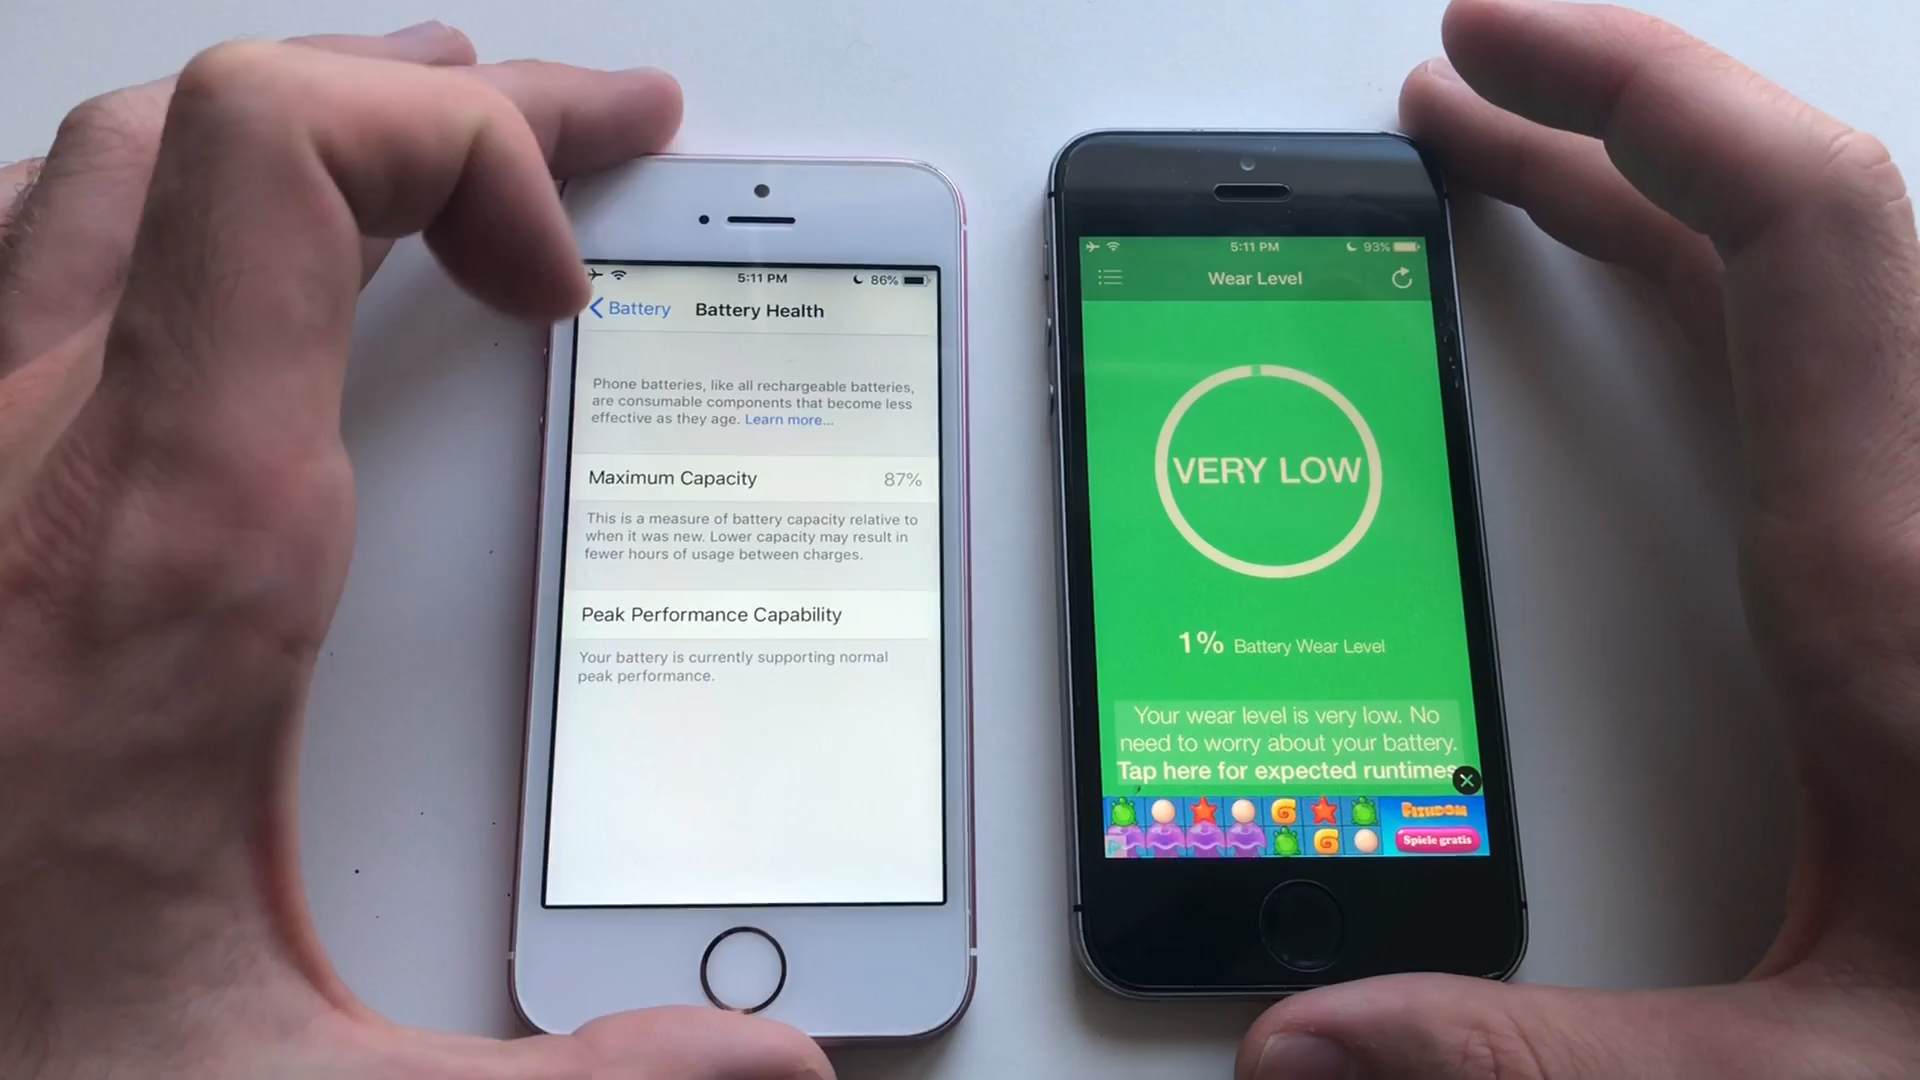 5:11 PM
86%
Battery
Battery Health
Phone batteries, like all rechargeable batteries,
are consumable components that become less
effective as they age. Learn more...
Maximum Capacity
87%
This is a measure of battery capacity relative to
when it was new. Lower capacity may result in
fewer hours of usage between charges.
Peak Performance Capability
Your battery is currently supporting normal
peak performance.
5:11 PM
93%
Wear Level
VERY LOW
1% Battery Wear Level
Your wear level is very low. No
need to worry about your battery.
Tap here for expected runtimes
G
G
FISHDOM
Spiele gratis